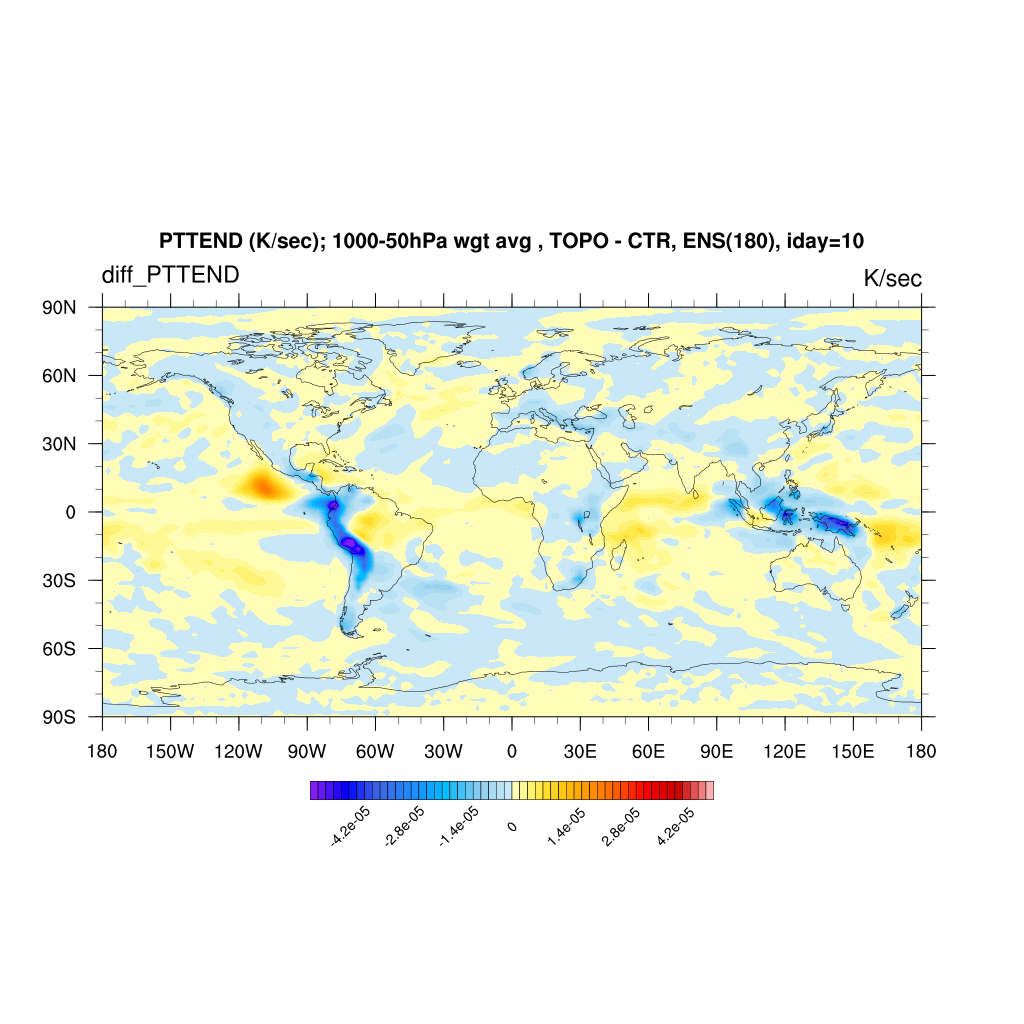 PTTEND (K/sec); 1000-50hPa wgt avg , TOPO - CTR, ENS(180), iday=10
diff_PTTEND K/sec
90N
60N
30N
0
30S
60S
90S
180 150W 120W 90W 60W 30W 0 30E 60E 90E 120E 150E 180
-4.2e-05 -2.8e-05 -1.4e-05 0 1.4e-05 2.8e-05 4.2e-05